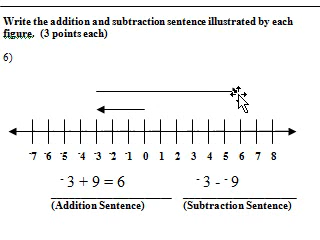 Write the addition and subtraction sentence illustrated by each
figure. (3 points each)
6)
⁻7 ⁻6 ⁻5 ⁻4 ⁻3 ⁻2 ⁻1 0 1 2 3 4 5 6 7 8
⁻3 + 9 = 6 ⁻3 - ⁻9
(Addition Sentence) (Subtraction Sentence)